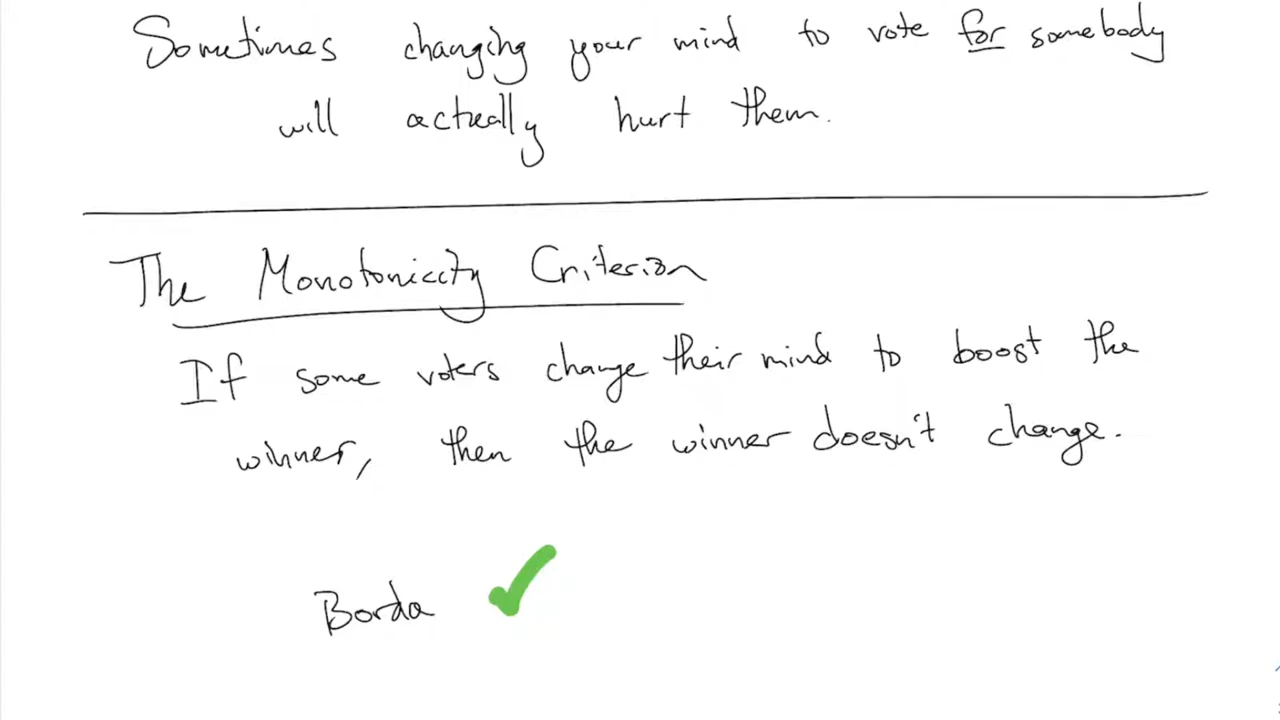 Sometimes changing your mind to vote for somebody
will actually hurt them.
The Monotonicity Criterion
If some voters change their mind to boost the
winner, then the winner doesn't change.
Borda ✓